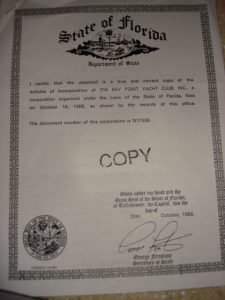 State of Florida
Department of State
I certify that the attached is a true and correct copy of the
Articles of Incorporation of THE BAY POINT YACHT CLUB, INC., a
corporation organized under the Laws of the State of Florida, filed
on October 16, 1986, as shown by the records of this office.
The document number of this corporation is
COPY
Given under my hand and the
Great Seal of the State of Florida,
at Tallahassee, the Capital, this the
day of
October, 1986.
George Firestone
Secretary of State